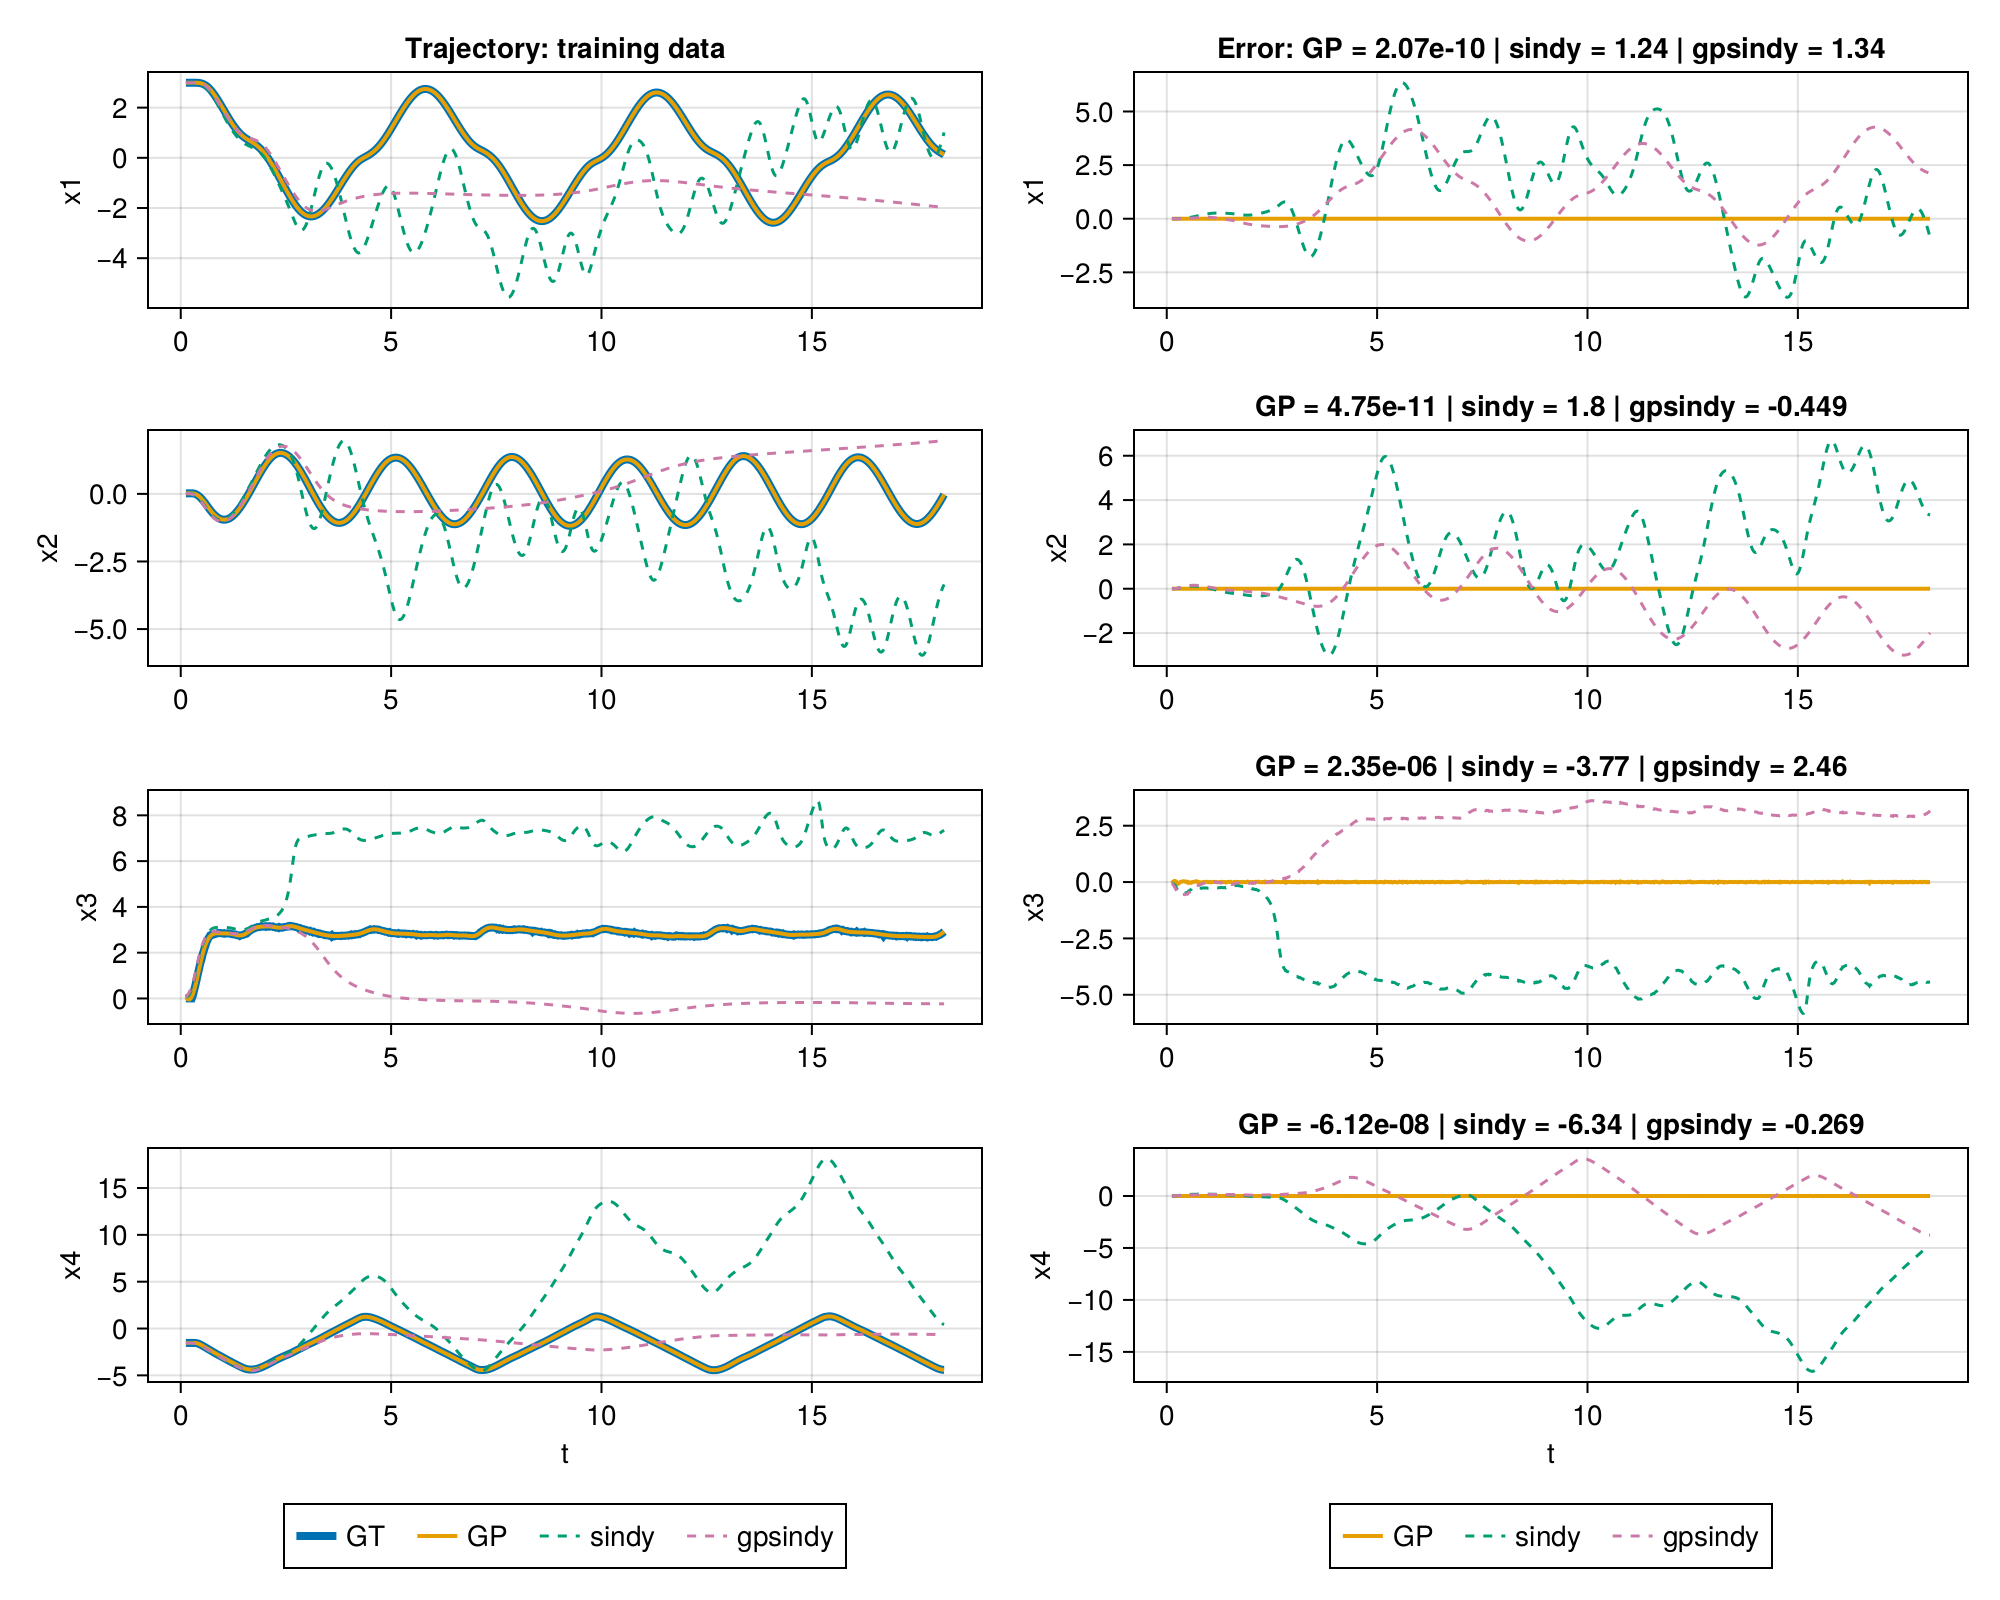 Trajectory: training data
Error: GP = 2.07e-10 | sindy = 1.24 | gpsindy = 1.34
x1
2
0
−2
−4
0 5 10 15
x1
5.0
2.5
0.0
−2.5
0 5 10 15
GP = 4.75e-11 | sindy = 1.8 | gpsindy = -0.449
x2
0.0
−2.5
−5.0
0 5 10 15
x2
6
4
2
0
−2
0 5 10 15
GP = 2.35e-06 | sindy = -3.77 | gpsindy = 2.46
x3
8
6
4
2
0
0 5 10 15
x3
2.5
0.0
−2.5
−5.0
0 5 10 15
GP = -6.12e-08 | sindy = -6.34 | gpsindy = -0.269
x4
15
10
5
0
−5
0 5 10 15
t
x4
0
−5
−10
−15
0 5 10 15
t
GT GP sindy gpsindy
GP sindy gpsindy